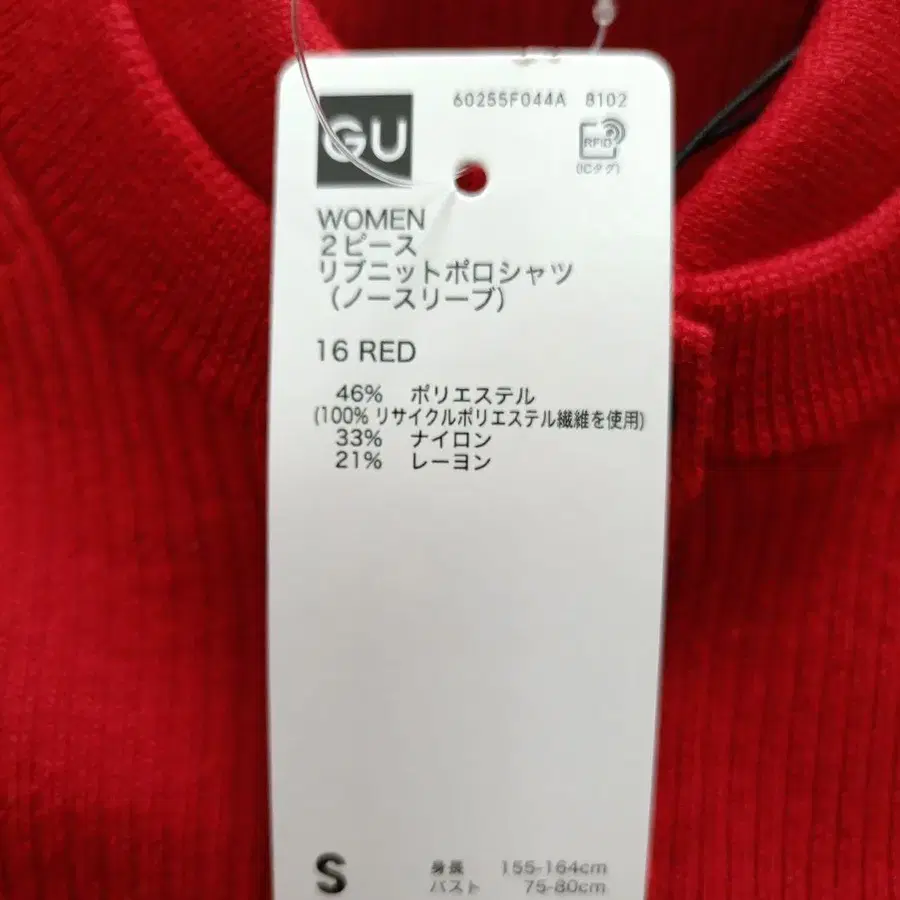 60255F044A 8102
GU
RFID
(ICタグ)
WOMEN
2ピース
リブニットポロシャツ
(ノースリーブ)
16 RED
46% ポリエステル
(100% リサイクルポリエステル繊維を使用)
33% ナイロン
21% レーヨン
S 身長 155-164cm
バスト 75-80cm